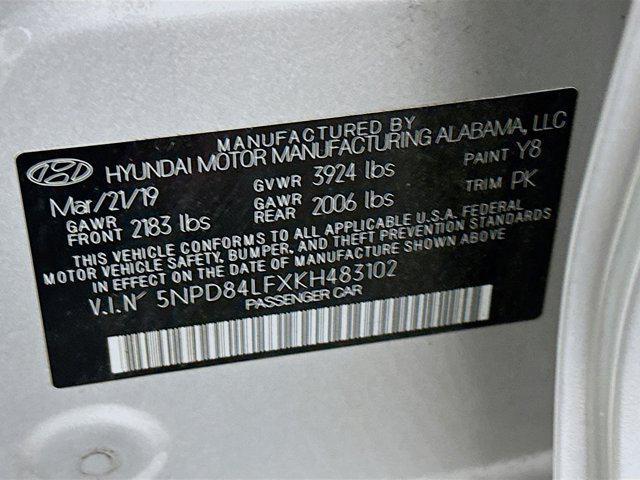 MANUFACTURED BY
HYUNDAI MOTOR MANUFACTURING ALABAMA, LLC
Mar/21/19 GVWR 3924 lbs PAINT Y8
GAWR FRONT 2183 lbs GAWR REAR 2006 lbs TRIM PK
THIS VEHICLE CONFORMS TO ALL APPLICABLE U.S.A. FEDERAL
MOTOR VEHICLE SAFETY, BUMPER, AND THEFT PREVENTION STANDARDS
IN EFFECT ON THE DATE OF MANUFACTURE SHOWN ABOVE
V.I.N 5NPD84LFXKH483102
PASSENGER CAR